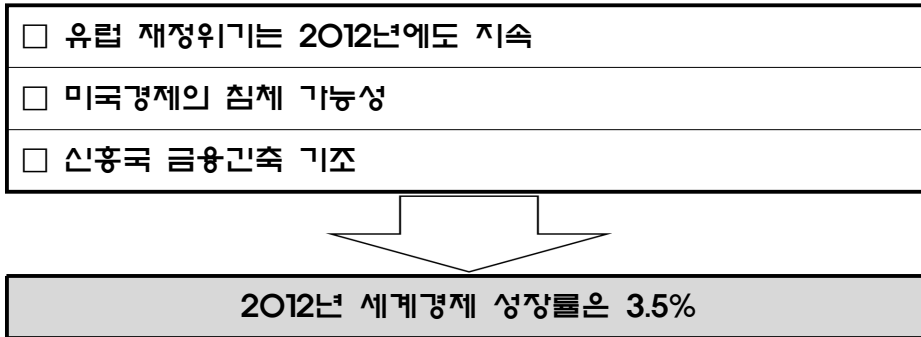 □ 유럽 재정위기는 2012년에도 지속
□ 미국경제의 침체 가능성
□ 신흥국 금융긴축 기조
2012년 세계경제 성장률은 3.5%